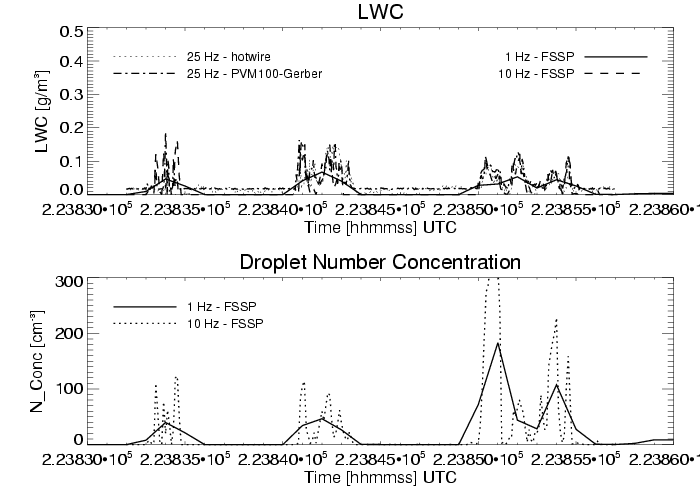 LWC
0.5
0.4
0.3
0.2
0.1
0.0
LWC [g/m³]
25 Hz - hotwire
25 Hz - PVM100-Gerber
1 Hz - FSSP
10 Hz - FSSP
2.23830•10⁵ 2.23835•10⁵ 2.23840•10⁵ 2.23845•10⁵ 2.23850•10⁵ 2.23855•10⁵ 2.23860•1
Time [hhmmss] UTC
Droplet Number Concentration
300
200
100
0
N_Conc [cm⁻³]
1 Hz - FSSP
10 Hz - FSSP
2.23830•10⁵ 2.23835•10⁵ 2.23840•10⁵ 2.23845•10⁵ 2.23850•10⁵ 2.23855•10⁵ 2.23860•1
Time [hhmmss] UTC